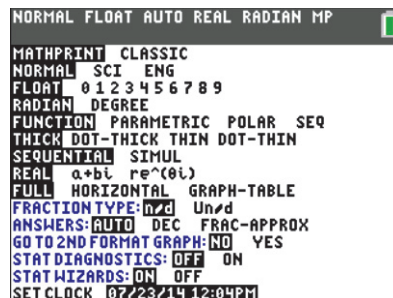 NORMAL FLOAT AUTO REAL RADIAN MP
MATHPRINT CLASSIC
NORMAL SCI ENG
FLOAT 0 1 2 3 4 5 6 7 8 9
RADIAN DEGREE
FUNCTION PARAMETRIC POLAR SEQ
THICK DOT-THICK THIN DOT-THIN
SEQUENTIAL SIMUL
REAL a+bi re^(θi)
FULL HORIZONTAL GRAPH-TABLE
FRACTION TYPE: n/d Un/d
ANSWERS: AUTO DEC FRAC-APPROX
GO TO 2ND FORMAT GRAPH: NO YES
STAT DIAGNOSTICS: OFF ON
STAT WIZARDS: ON OFF
SET CLOCK 07/23/14 12:04PM